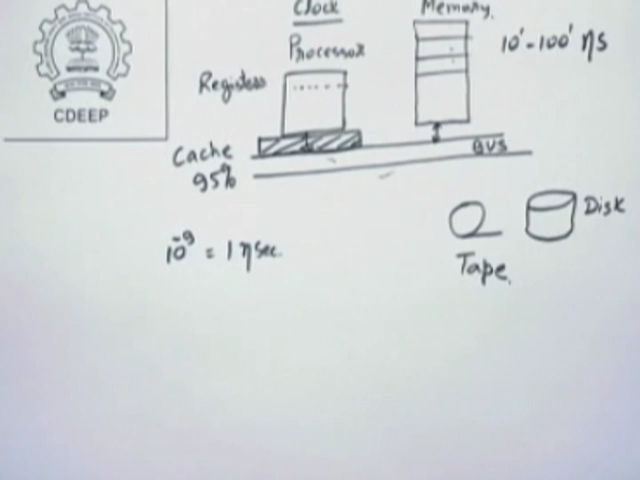 Clock
Memory
Processor
10' - 100' ηs
Registers
CDEEP
Cache
95%
BUS
Disk
10⁻⁹ = 1 ηsec.
Tape